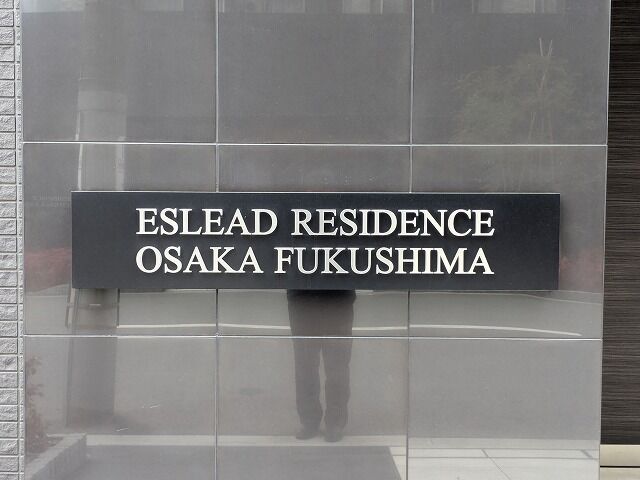 ESLEAD RESIDENCE
OSAKA FUKUSHIMA